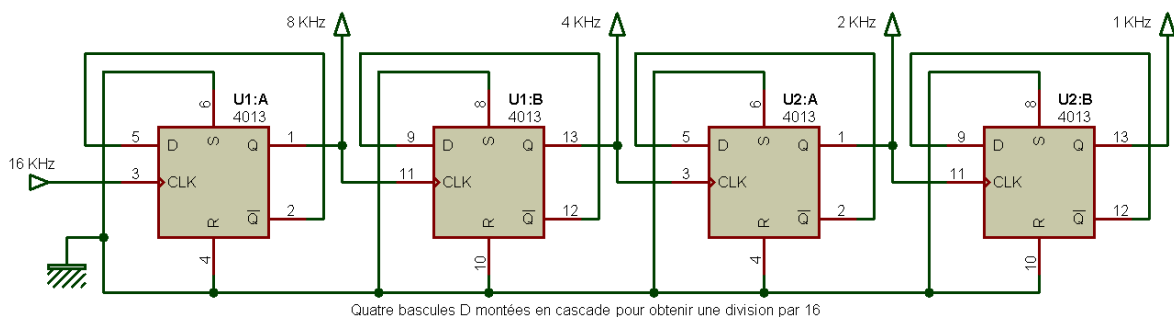 8 KHz
4 KHz
2 KHz
1 KHz
U1:A
4013
U1:B
4013
U2:A
4013
U2:B
4013
6
8
6
8
5
D
S
Q
1
9
D
S
Q
13
5
D
S
Q
1
9
D
S
Q
13
16 KHz
3
CLK
11
CLK
3
CLK
11
CLK
R
Q
2
R
Q
12
R
Q
2
R
Q
12
4
10
4
10
Quatre bascules D montées en cascade pour obtenir une division par 16